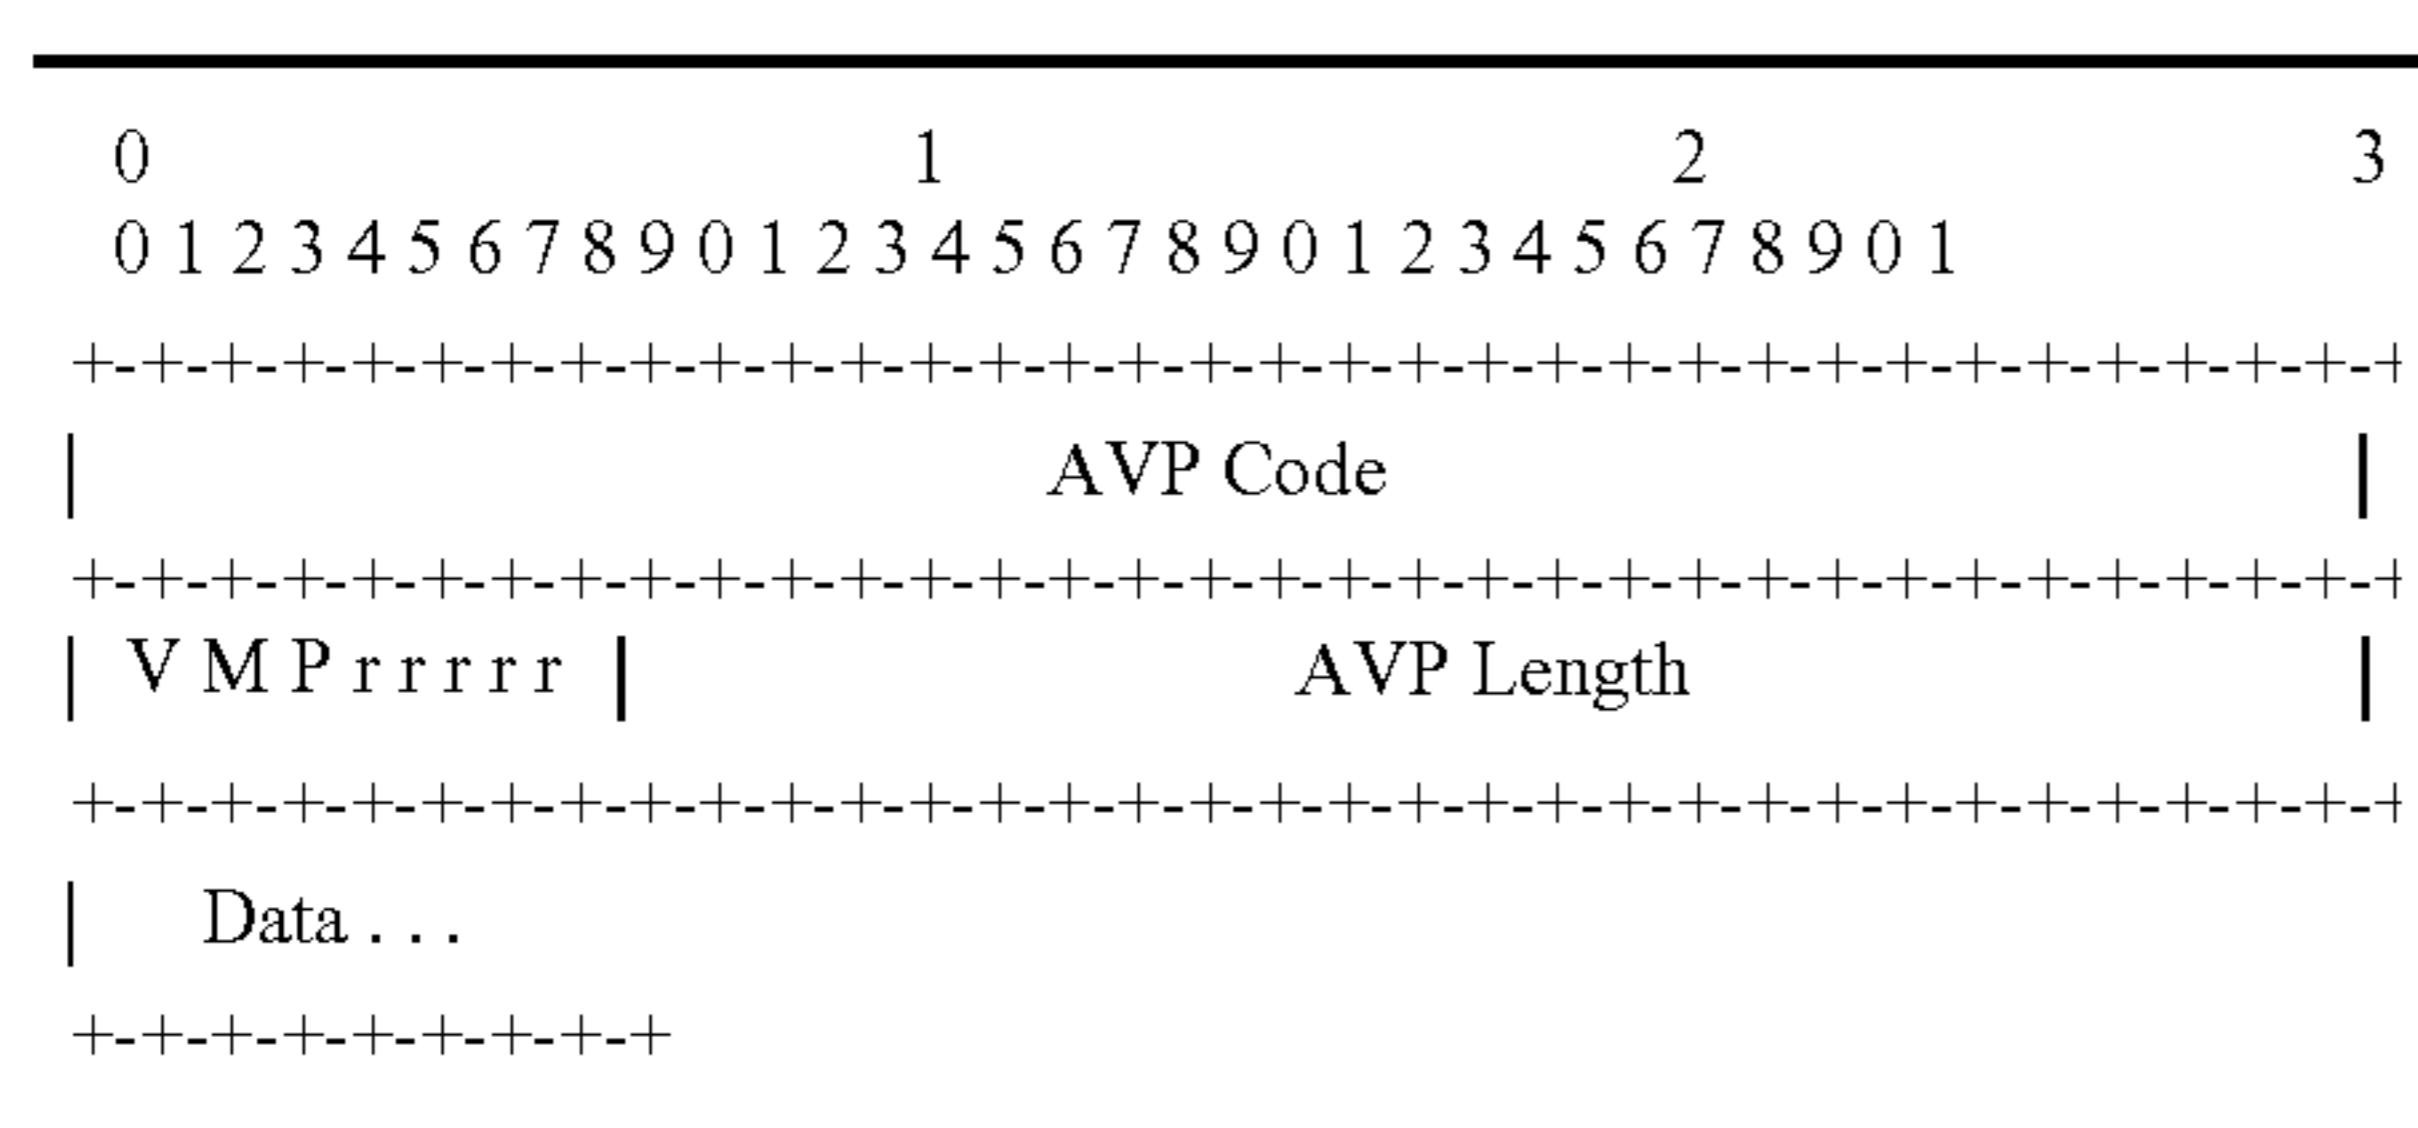 0 1 2 3
0 1 2 3 4 5 6 7 8 9 0 1 2 3 4 5 6 7 8 9 0 1 2 3 4 5 6 7 8 9 0 1
+-+-+-+-+-+-+-+-+-+-+-+-+-+-+-+-+-+-+-+-+-+-+-+-+-+-+-+-+-+-+-+-+-+
| AVP Code |
+-+-+-+-+-+-+-+-+-+-+-+-+-+-+-+-+-+-+-+-+-+-+-+-+-+-+-+-+-+-+-+-+-+
| V M P r r r r r | AVP Length |
+-+-+-+-+-+-+-+-+-+-+-+-+-+-+-+-+-+-+-+-+-+-+-+-+-+-+-+-+-+-+-+-+-+
| Data . . .
+-+-+-+-+-+-+-+-+